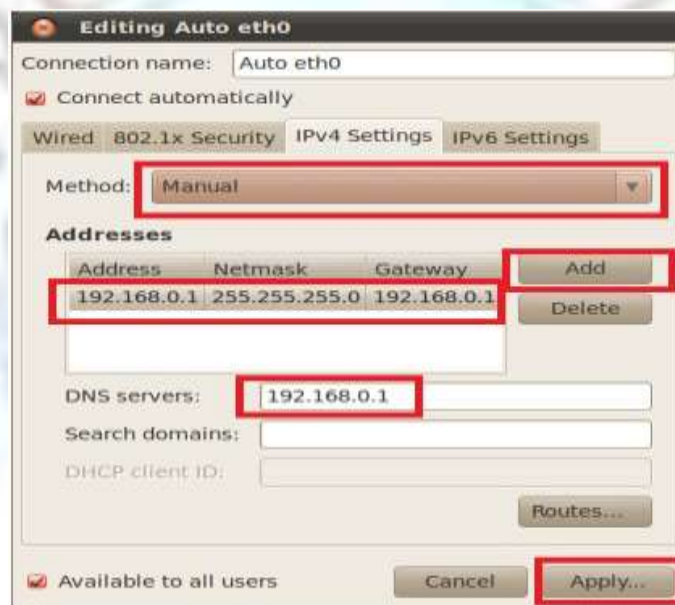 Editing Auto eth0
Connection name: Auto eth0
Connect automatically
Wired 802.1x Security IPv4 Settings IPv6 Settings
Method: Manual
Addresses
Address Netmask Gateway Add
192.168.0.1 255.255.255.0 192.168.0.1
Delete
DNS servers: 192.168.0.1
Search domains:
DHCP client ID:
Routes...
Available to all users Cancel Apply...